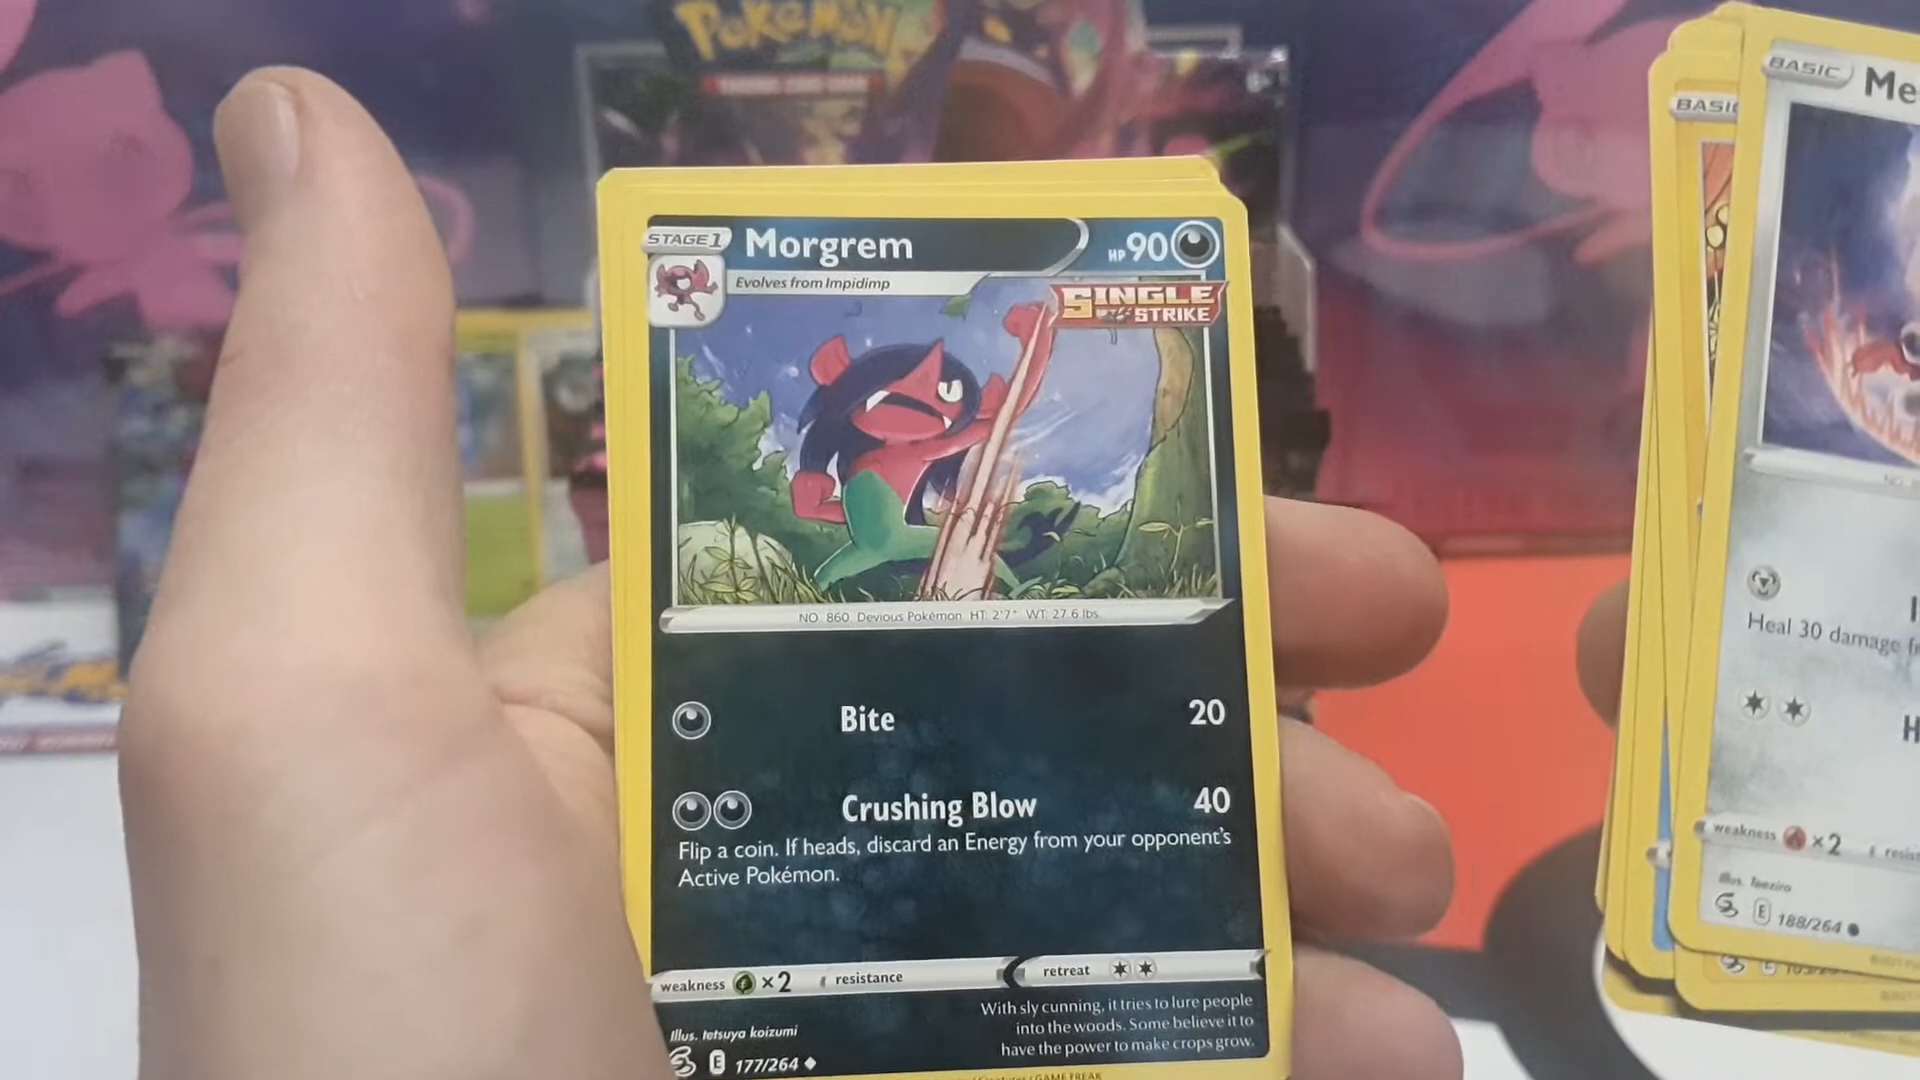 POKéMON
STAGE 1 Morgrem HP 90
Evolves from Impidimp
SINGLE
STRIKE
NO. 860 Devious Pokémon HT: 2'7" WT: 27.6 lbs.
Bite 20
Crushing Blow 40
Flip a coin. If heads, discard an Energy from your opponent's
Active Pokémon.
weakness ×2 resistance retreat
With sly cunning, it tries to lure people
into the woods. Some believe it to
have the power to make crops grow.
Illus. tetsuya koizumi
E 177/264
GAME FREAK
BASIC
BASIC Me
Heal 30 damage
weakness ×2
Illus. Taeziro
E 188/264